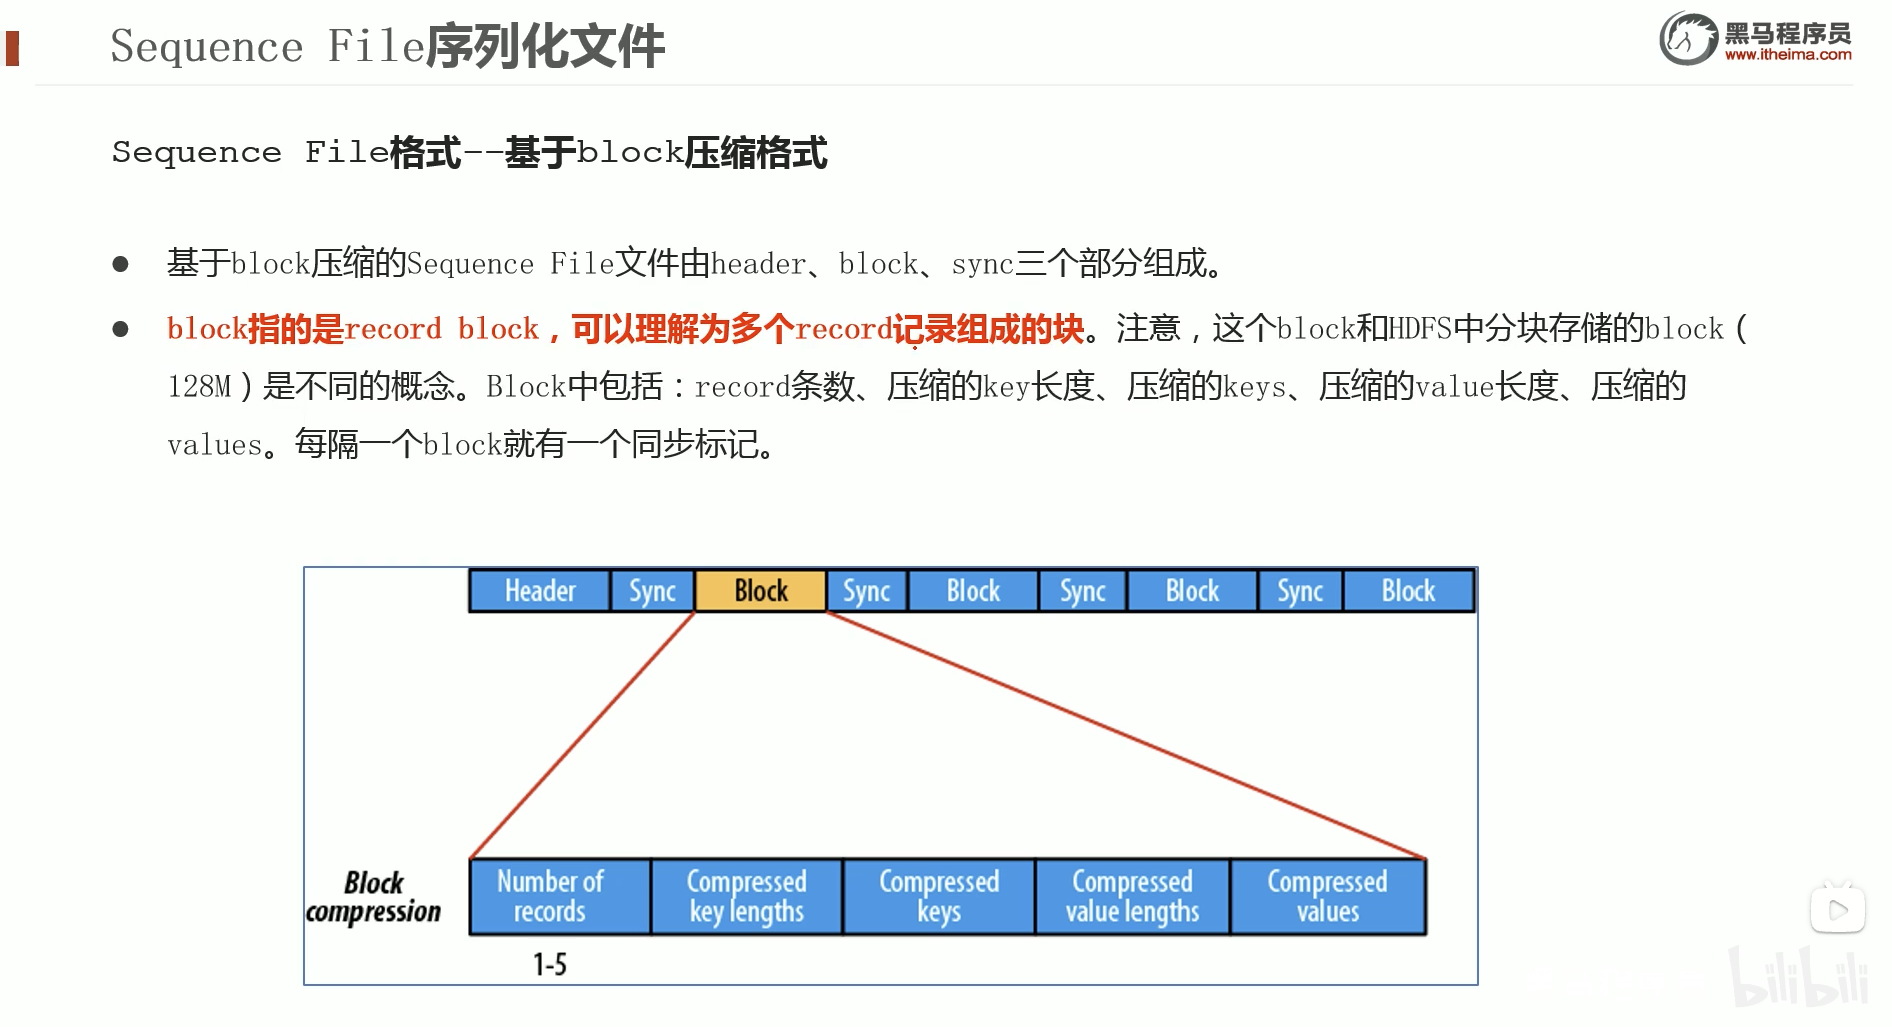 Sequence File序列化文件
黑马程序员
www.itheima.com
Sequence File格式--基于block压缩格式
● 基于block压缩的Sequence File文件由header、block、sync三个部分组成。
● block指的是record block，可以理解为多个record记录组成的块。注意，这个block和HDFS中分块存储的block（
128M）是不同的概念。Block中包括：record条数、压缩的key长度、压缩的keys、压缩的value长度、压缩的
values。每隔一个block就有一个同步标记。
Header Sync Block Sync Block Sync Block Sync Block
Block
compression
Number of
records
Compressed
key lengths
Compressed
keys
Compressed
value lengths
Compressed
values
1-5
bilibili